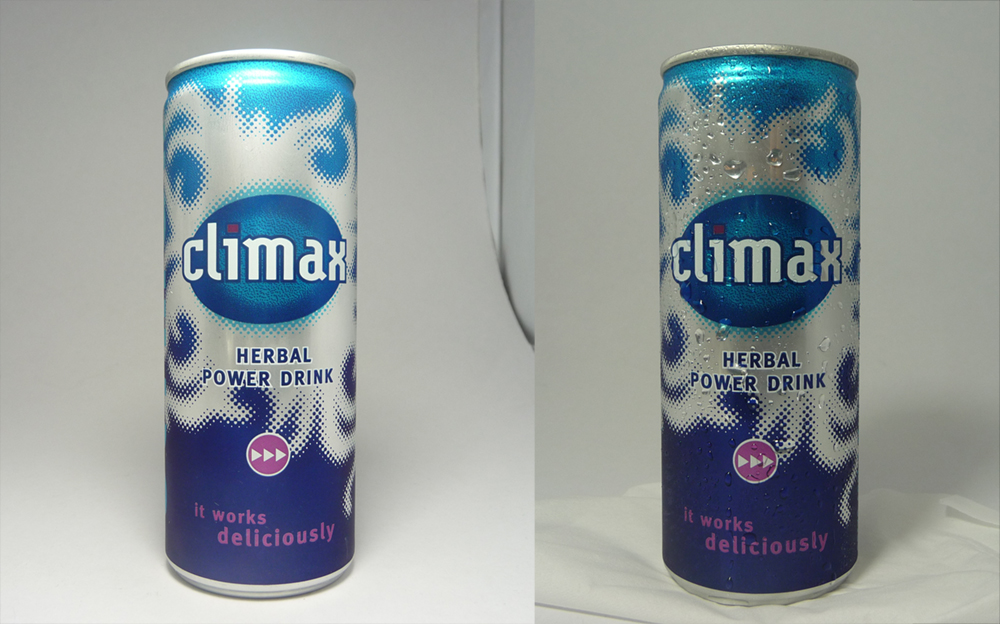 climax
HERBAL
POWER DRINK
it works
deliciously
climax
HERBAL
POWER DRINK
it works
deliciously